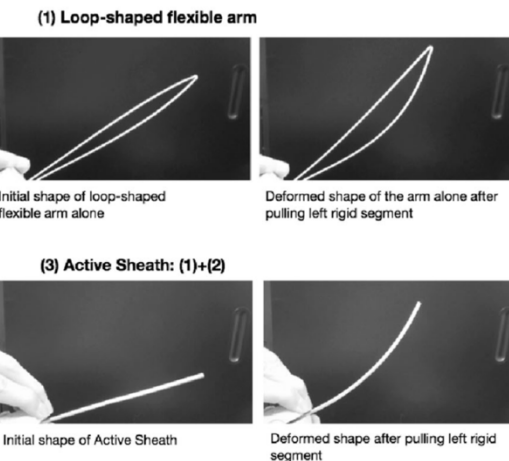 (1) Loop-shaped flexible arm
Initial shape of loop-shaped
flexible arm alone
Deformed shape of the arm alone after
pulling left rigid segment
(3) Active Sheath: (1)+(2)
Initial shape of Active Sheath
Deformed shape after pulling left rigid
segment